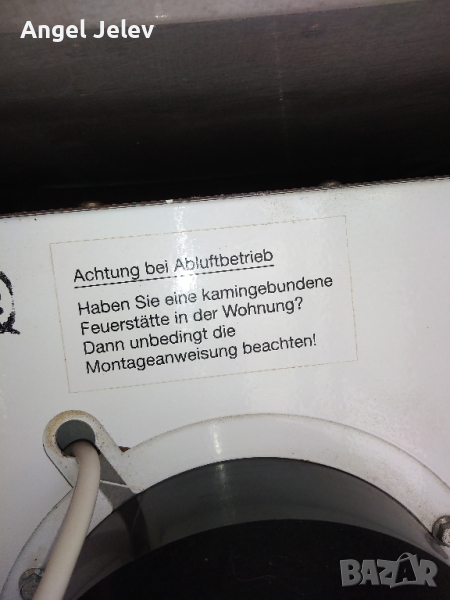 Angel Jelev
Achtung bei Abluftbetrieb
Haben Sie eine kamingebundene
Feuerstätte in der Wohnung?
Dann unbedingt die
Montageanweisung beachten!
BAZAR